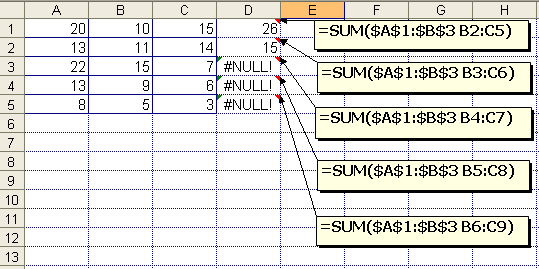 A B C D E F G H
1 20 10 15 26 =SUM($A$1:$B$3 B2:C5)
2 13 11 14 15 =SUM($A$1:$B$3 B3:C6)
3 22 15 7 #NULL!
4 13 9 6 #NULL! =SUM($A$1:$B$3 B4:C7)
5 8 5 3 #NULL!
6
7
8 =SUM($A$1:$B$3 B5:C8)
9
10
11 =SUM($A$1:$B$3 B6:C9)
12
13